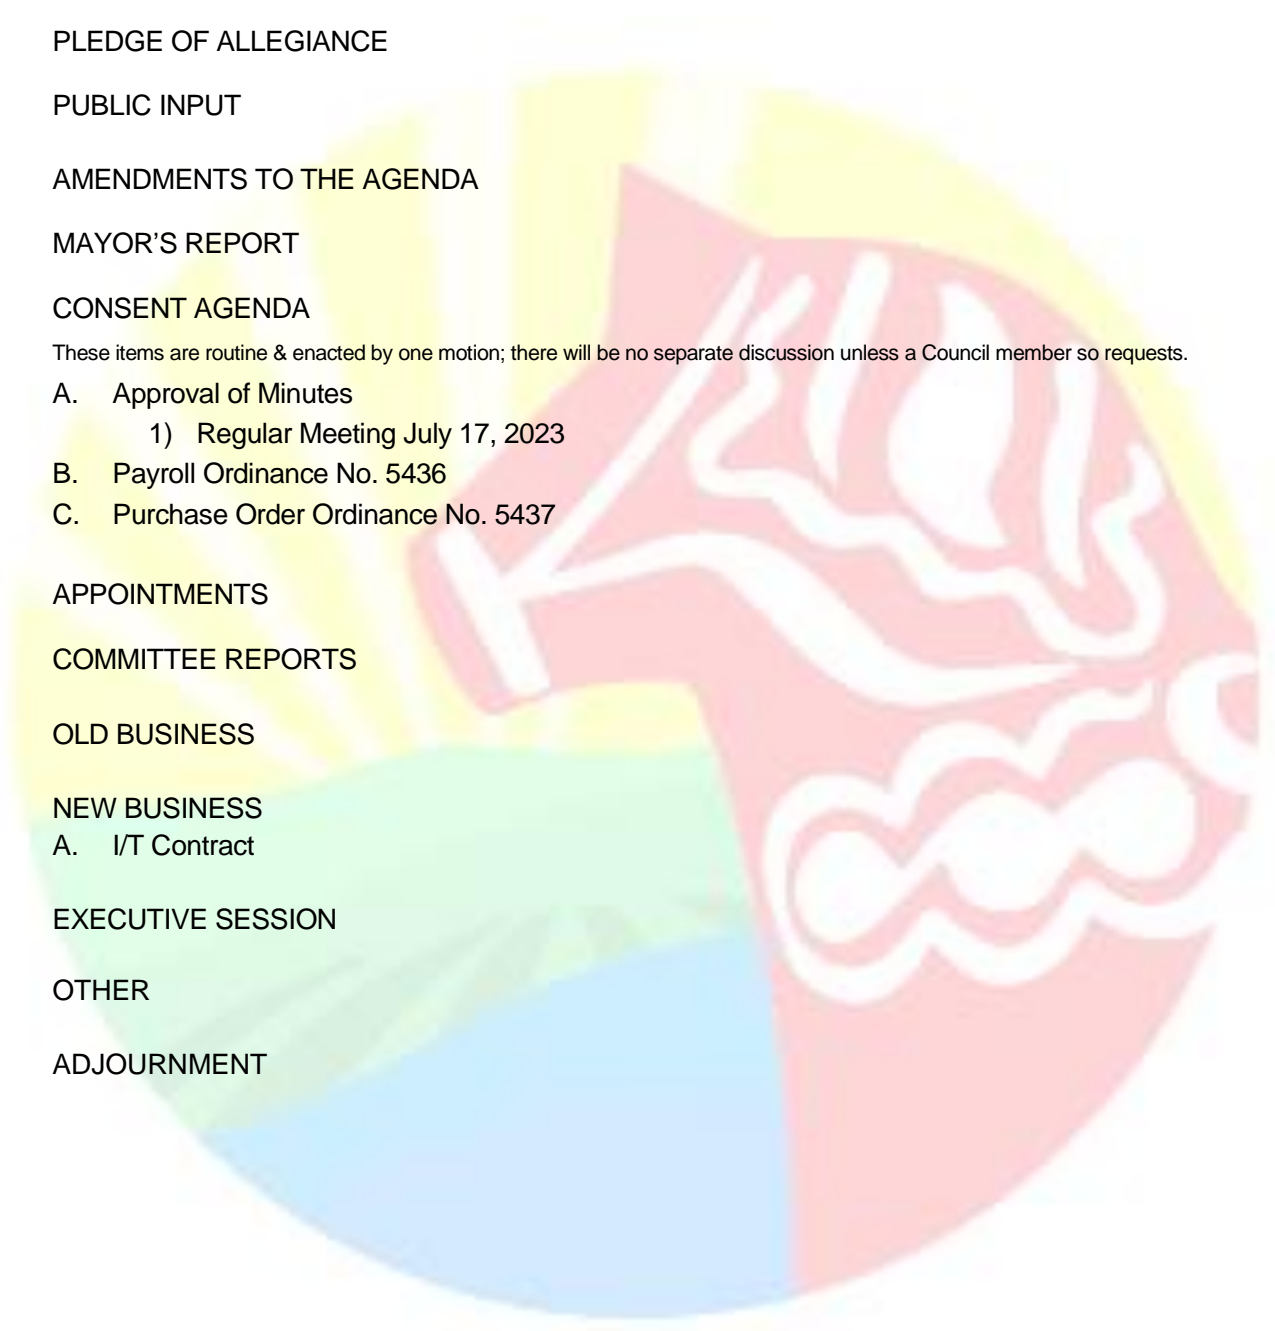 PLEDGE OF ALLEGIANCE
PUBLIC INPUT
AMENDMENTS TO THE AGENDA
MAYOR’S REPORT
CONSENT AGENDA
These items are routine & enacted by one motion; there will be no separate discussion unless a Council member so requests.
A. Approval of Minutes
1) Regular Meeting July 17, 2023
B. Payroll Ordinance No. 5436
C. Purchase Order Ordinance No. 5437
APPOINTMENTS
COMMITTEE REPORTS
OLD BUSINESS
NEW BUSINESS
A. I/T Contract
EXECUTIVE SESSION
OTHER
ADJOURNMENT